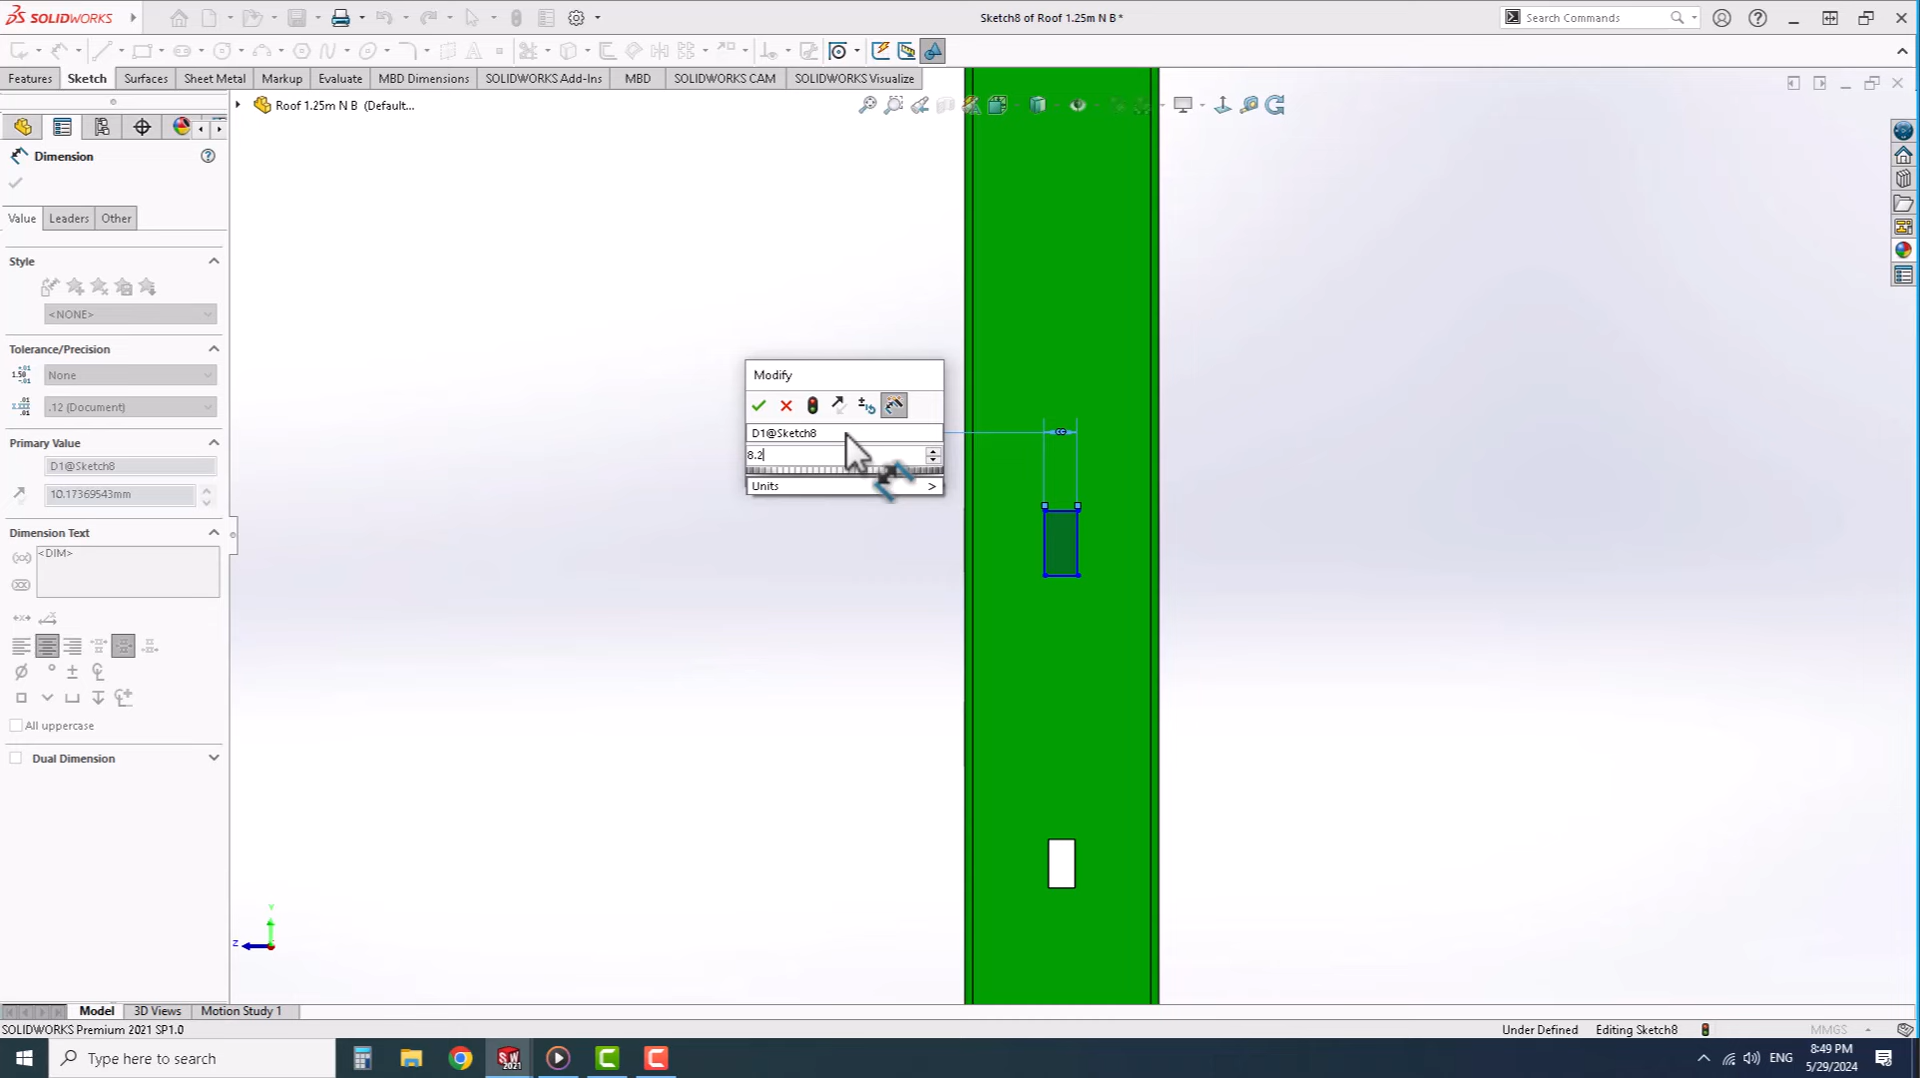 SOLIDWORKS
Sketch8 of Roof 1.25m N B *
Search Commands
Features
Sketch
Surfaces
Sheet Metal
Markup
Evaluate
MBD Dimensions
SOLIDWORKS Add-Ins
MBD
SOLIDWORKS CAM
SOLIDWORKS Visualize
Roof 1.25m N B (Default...
Dimension
Value
Leaders
Other
Style
<NONE>
Tolerance/Precision
None
.12 (Document)
Primary Value
D1@Sketch8
10.17369543mm
Dimension Text
<DIM>
All uppercase
Dual Dimension
Modify
D1@Sketch8
8.2
Units >
Y
Z
Model
3D Views
Motion Study 1
SOLIDWORKS Premium 2021 SP1.0
Under Defined
Editing Sketch8
MMGS
Type here to search
ENG
8:49 PM
5/29/2024